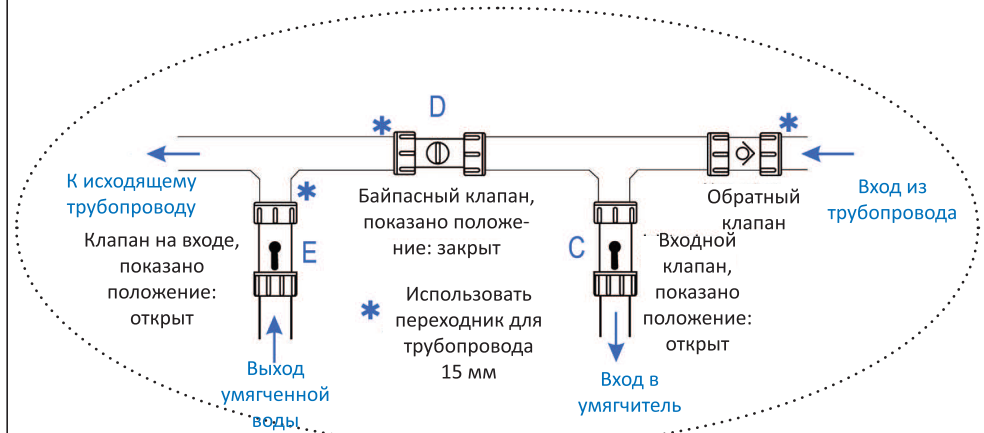 D
К исходящему
трубопроводу
Байпасный клапан,
показано положе-
ние: закрыт
Обратный
клапан
Вход из
трубопровода
Клапан на входе,
показано
положение:
открыт
E
C
Входной
клапан,
показано
положение:
открыт
* Использовать
переходник для
трубопровода
15 мм
Выход
умягченной
воды
Вход в
умягчитель